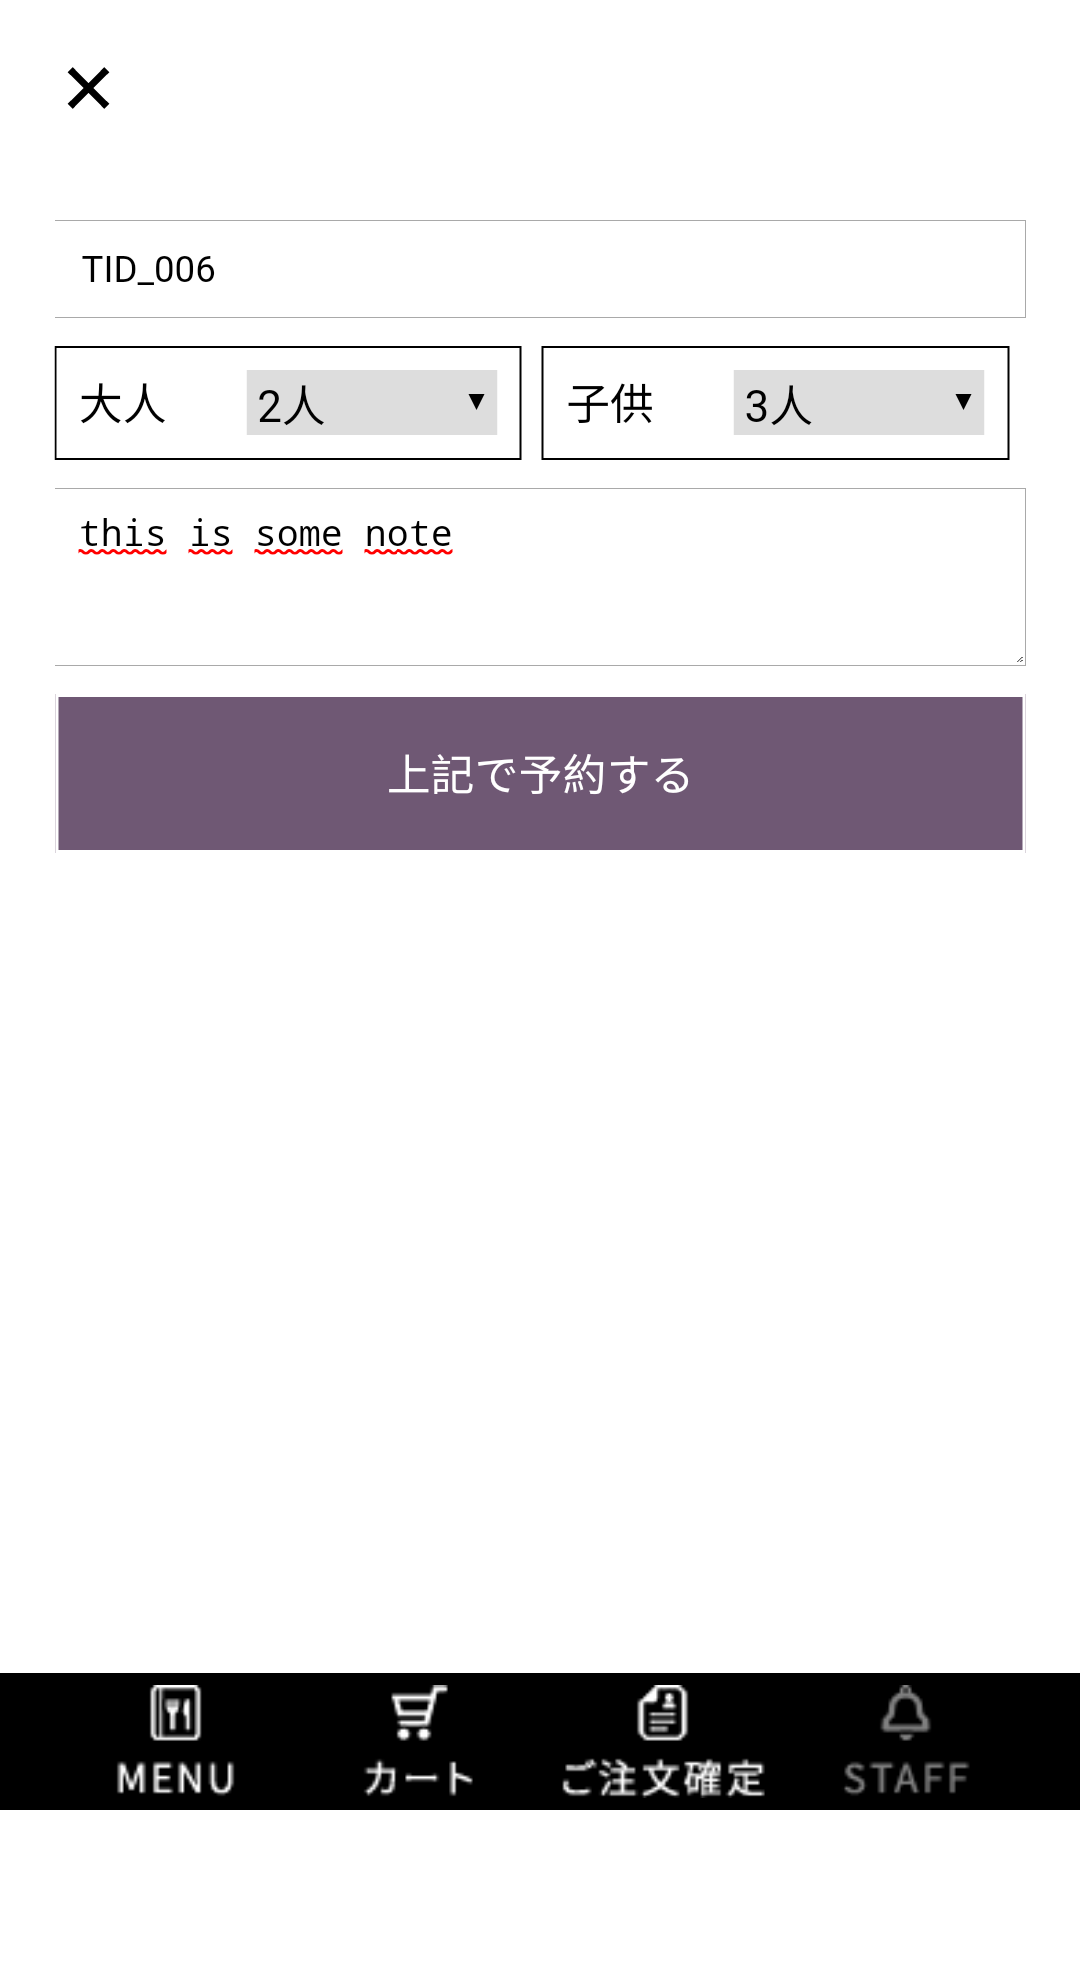 TID_006
大人 2人 ▼ 子供 3人 ▼
this is some note
上記で予約する
MENU カート ご注文確定 STAFF